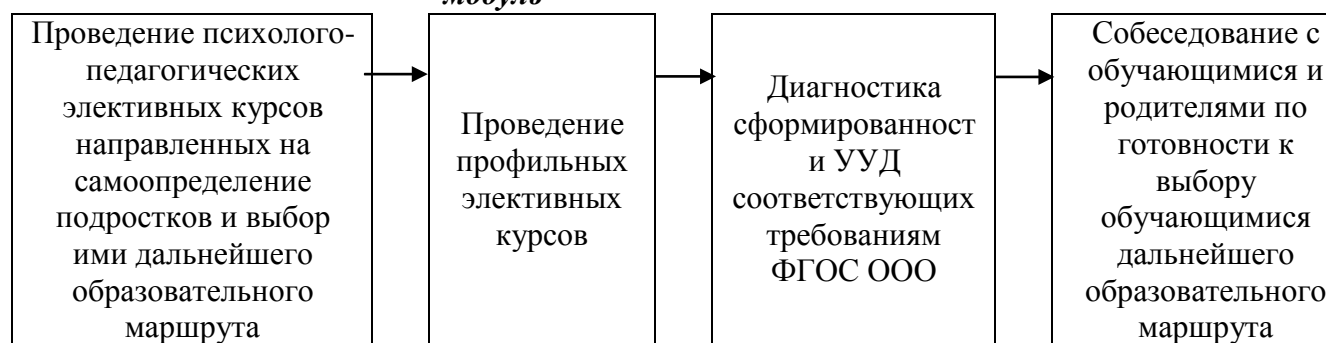 модуль
Проведение психолого-
педагогических
элективных курсов
направленных на
самоопределение
подростков и выбор
ими дальнейшего
образовательного
маршрута
Проведение
профильных
элективных
курсов
Диагностика
сформированност
и УУД
соответствующих
требованиям
ФГОС ООО
Собеседование с
обучающимися и
родителями по
готовности к
выбору
обучающимися
дальнейшего
образовательного
маршрута